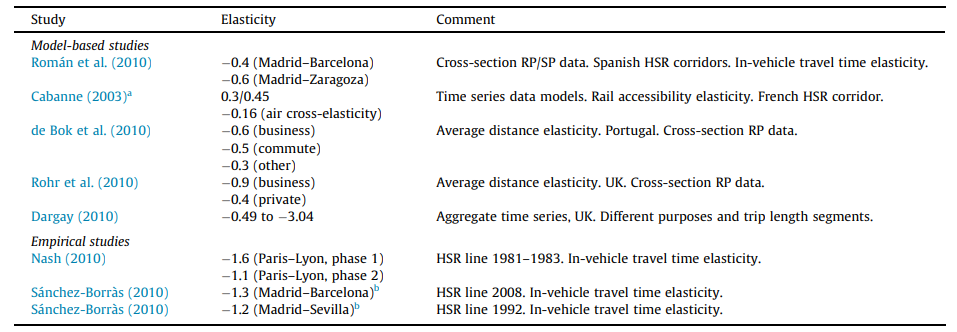 Study Elasticity Comment
Model-based studies
Román et al. (2010) −0.4 (Madrid–Barcelona) Cross-section RP/SP data. Spanish HSR corridors. In-vehicle travel time elasticity.
−0.6 (Madrid–Zaragoza)
Cabanne (2003)a 0.3/0.45 Time series data models. Rail accessibility elasticity. French HSR corridor.
−0.16 (air cross-elasticity)
de Bok et al. (2010) −0.6 (business) Average distance elasticity. Portugal. Cross-section RP data.
−0.5 (commute)
−0.3 (other)
Rohr et al. (2010) −0.9 (business) Average distance elasticity. UK. Cross-section RP data.
−0.4 (private)
Dargay (2010) −0.49 to −3.04 Aggregate time series, UK. Different purposes and trip length segments.
Empirical studies
Nash (2010) −1.6 (Paris–Lyon, phase 1) HSR line 1981–1983. In-vehicle travel time elasticity.
−1.1 (Paris–Lyon, phase 2)
Sánchez-Borràs (2010) −1.3 (Madrid–Barcelona)b HSR line 2008. In-vehicle travel time elasticity.
Sánchez-Borràs (2010) −1.2 (Madrid–Sevilla)b HSR line 1992. In-vehicle travel time elasticity.